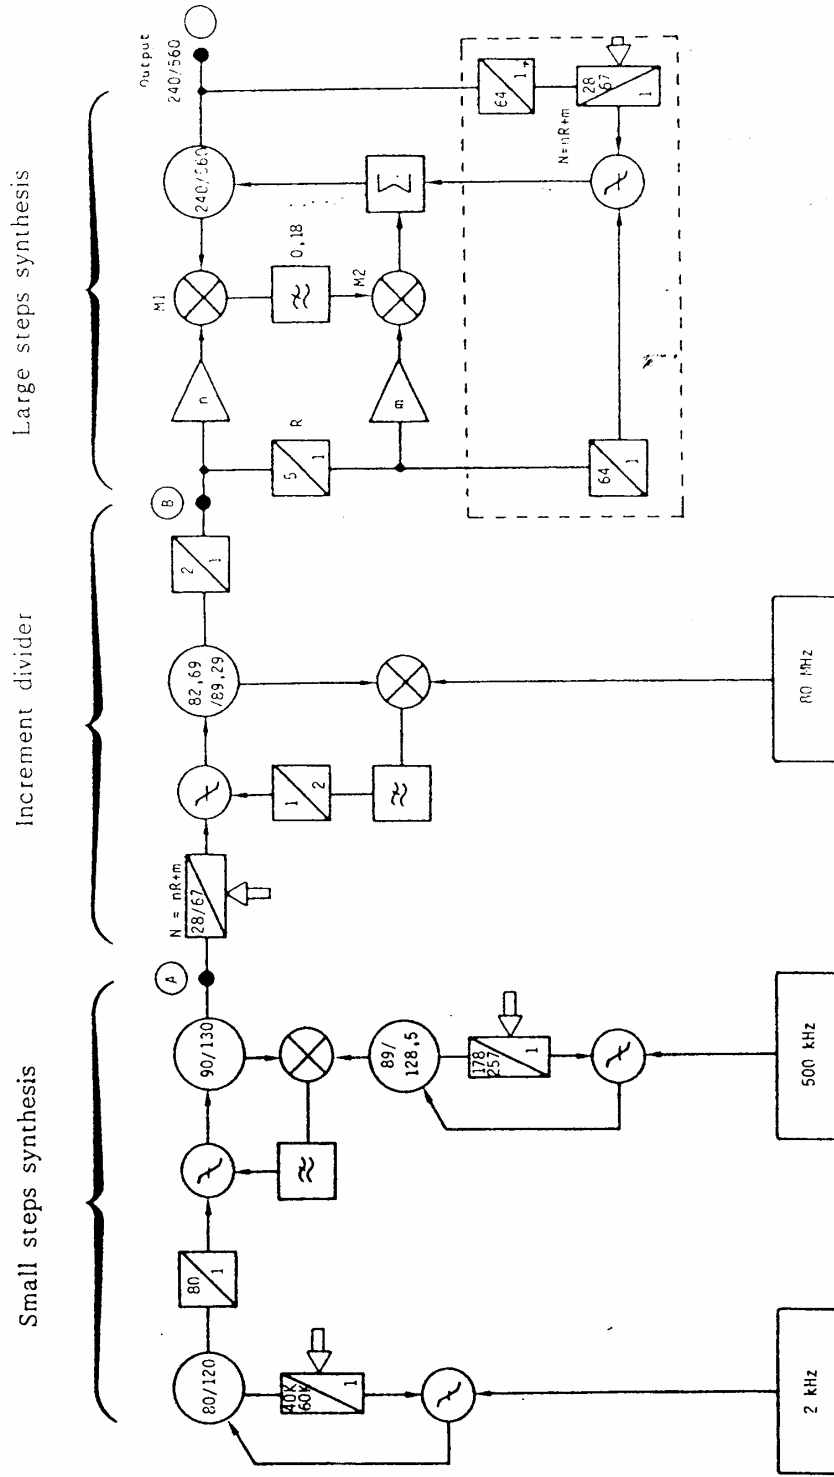 Small steps synthesis
Increment divider
Large steps synthesis
80/120
40K
60K
1
2 kHz
80
1
90/130
89/
128,5
178
257
1
500 kHz
A
N = nR+m
28/67
1
2
82,69
/89,29
80 MHz
2
1
B
n
5
1
R
m
64
1
M1
0,18
M2
240/560
Σ
N=nR+m
28
67
1
64
1
Output
240/560